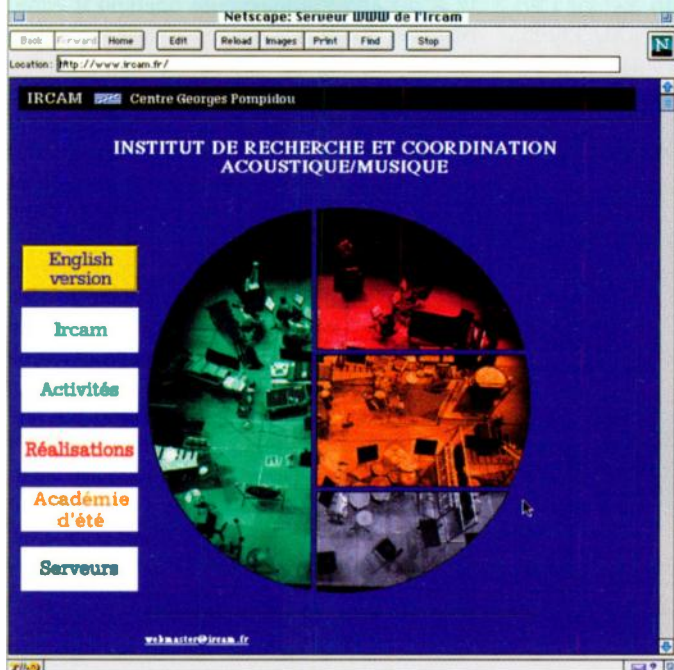 Netscape: Serveur WWW de l'Ircam
Back Forward Home Edit Reload Images Print Find Stop
Location: http://www.ircam.fr/
N
IRCAM Centre Georges Pompidou
INSTITUT DE RECHERCHE ET COORDINATION
ACOUSTIQUE/MUSIQUE
English
version
Ircam
Activités
Réalisations
Académie
d'été
Serveurs
webmaster@ircam.fr